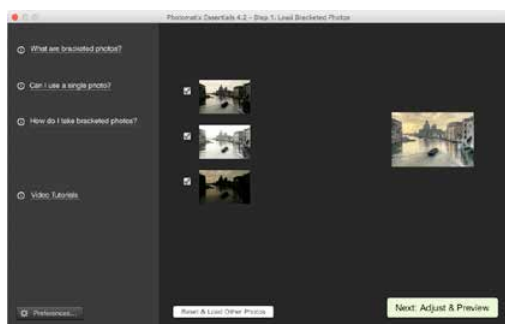 Photomatix Essentials 4.2 - Step 1: Load Bracketed Photos
What are bracketed photos?
Can I use a single photo?
How do I take bracketed photos?
Video Tutorials
Preferences...
Reset & Load Other Photos
Next: Adjust & Preview